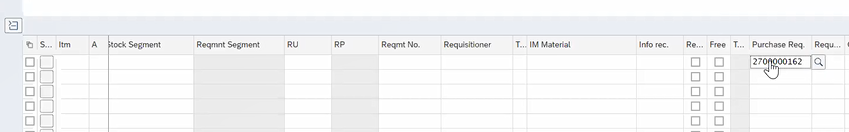 S... Itm A Stock Segment Reqmnt Segment RU RP Reqmt No. Requisitioner T... IM Material Info rec. Re... Free T... Purchase Req. Requ...
2700000162